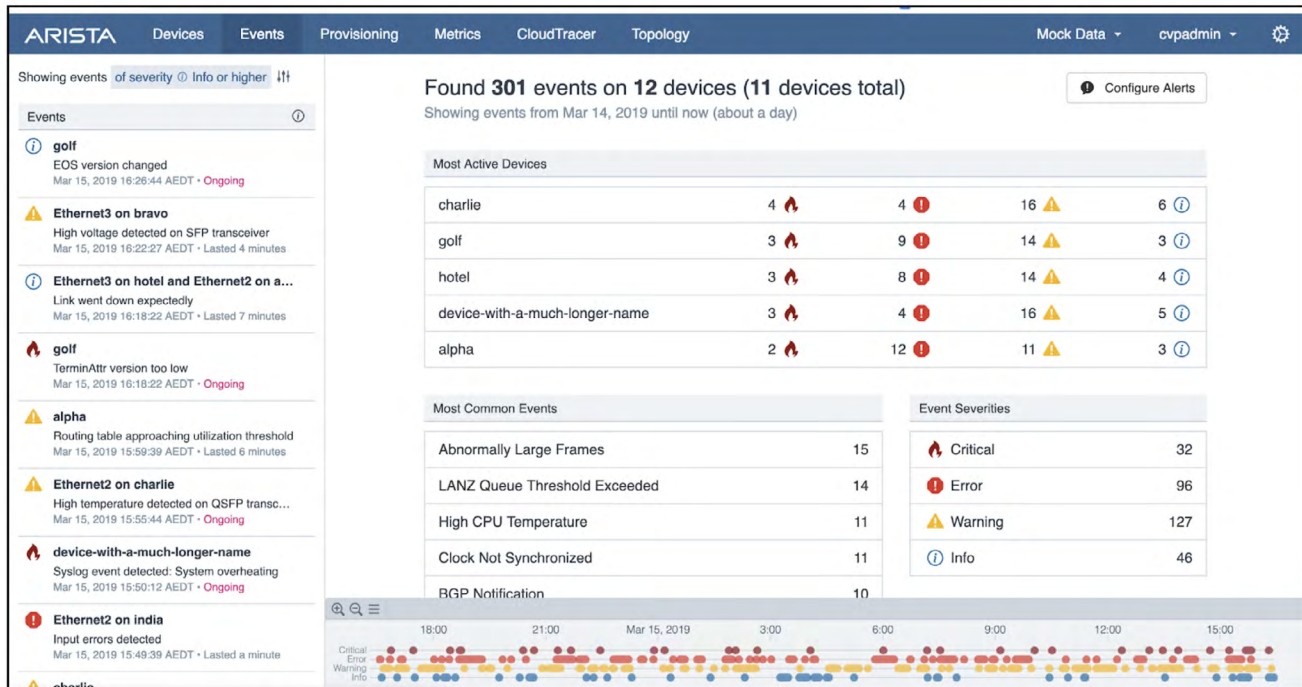 ARISTA Devices Events Provisioning Metrics CloudTracer Topology Mock Data cvpadmin
Showing events of severity Info or higher
Events
golf
EOS version changed
Mar 15, 2019 16:26:44 AEDT • Ongoing
Ethernet3 on bravo
High voltage detected on SFP transceiver
Mar 15, 2019 16:22:27 AEDT • Lasted 4 minutes
Ethernet3 on hotel and Ethernet2 on a...
Link went down expectedly
Mar 15, 2019 16:18:22 AEDT • Lasted 7 minutes
golf
TerminAttr version too low
Mar 15, 2019 16:18:22 AEDT • Ongoing
alpha
Routing table approaching utilization threshold
Mar 15, 2019 15:59:39 AEDT • Lasted 6 minutes
Ethernet2 on charlie
High temperature detected on QSFP transc...
Mar 15, 2019 15:55:44 AEDT • Ongoing
device-with-a-much-longer-name
Syslog event detected: System overheating
Mar 15, 2019 15:50:12 AEDT • Ongoing
Ethernet2 on india
Input errors detected
Mar 15, 2019 15:49:39 AEDT • Lasted a minute
charlie
Found 301 events on 12 devices (11 devices total)
Configure Alerts
Showing events from Mar 14, 2019 until now (about a day)
Most Active Devices
charlie 4 4 16 6
golf 3 9 14 3
hotel 3 8 14 4
device-with-a-much-longer-name 3 4 16 5
alpha 2 12 11 3
Most Common Events
Abnormally Large Frames 15
LANZ Queue Threshold Exceeded 14
High CPU Temperature 11
Clock Not Synchronized 11
BGP Notification 10
Event Severities
Critical 32
Error 96
Warning 127
Info 46
18:00 21:00 Mar 15, 2019 3:00 6:00 9:00 12:00 15:00
Critical
Error
Warning
Info